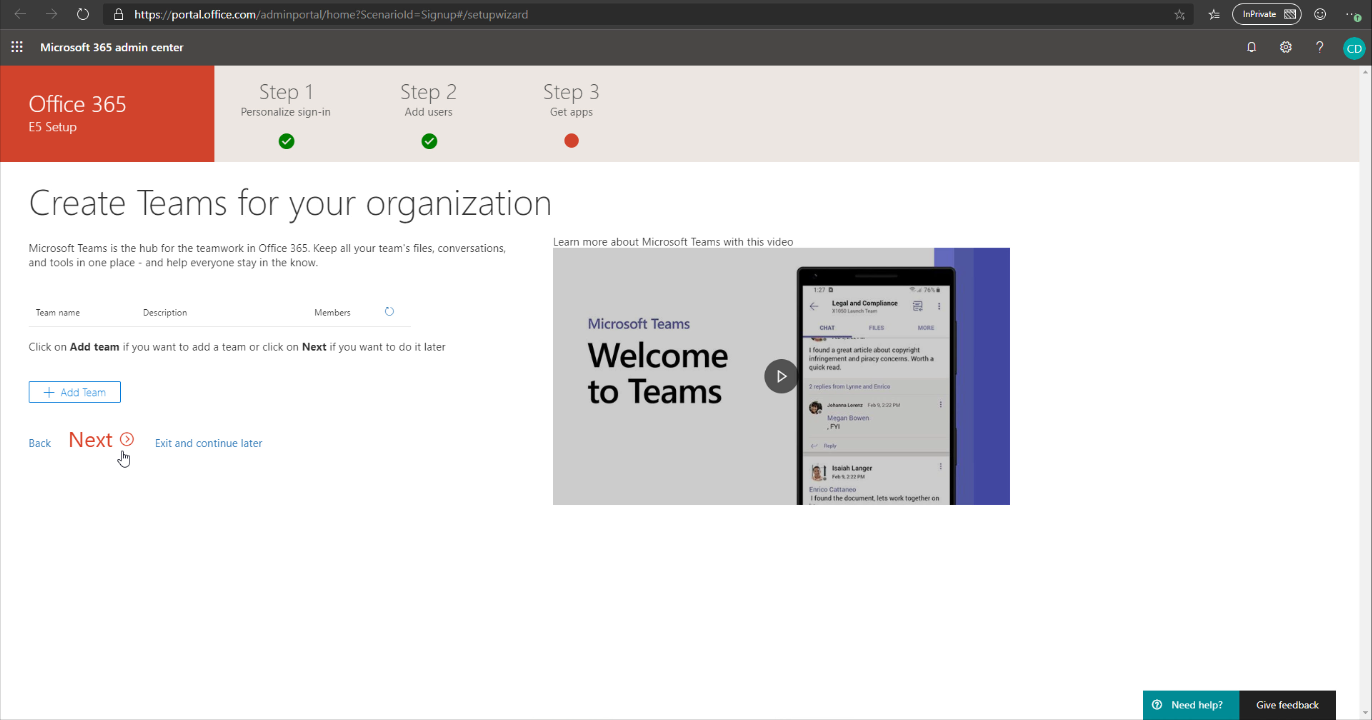 https://portal.office.com/adminportal/home?ScenarioId=Signup#/setupwizard
InPrivate
Microsoft 365 admin center
?
CD
Office 365
E5 Setup
Step 1
Personalize sign-in
Step 2
Add users
Step 3
Get apps
Create Teams for your organization
Microsoft Teams is the hub for the teamwork in Office 365. Keep all your team's files, conversations,
and tools in one place - and help everyone stay in the know.
Team name Description Members
Click on Add team if you want to add a team or click on Next if you want to do it later
+ Add Team
Back Next Exit and continue later
Learn more about Microsoft Teams with this video
Microsoft Teams
Welcome
to Teams
1:27 76%
Legal and Compliance
X1050 Launch Team
CHAT FILES MORE
I found a great article about copyright
infringement and piracy concerns. Worth a
quick read.
2 replies from Lynne and Enrico
Johanna Lorenz Feb 9, 2:22 PM
Megan Bowen
, FYI
Reply
Isaiah Langer
Feb 9, 2:32 PM
Enrico Cattaneo
I found the document, lets work together on
Need help?
Give feedback